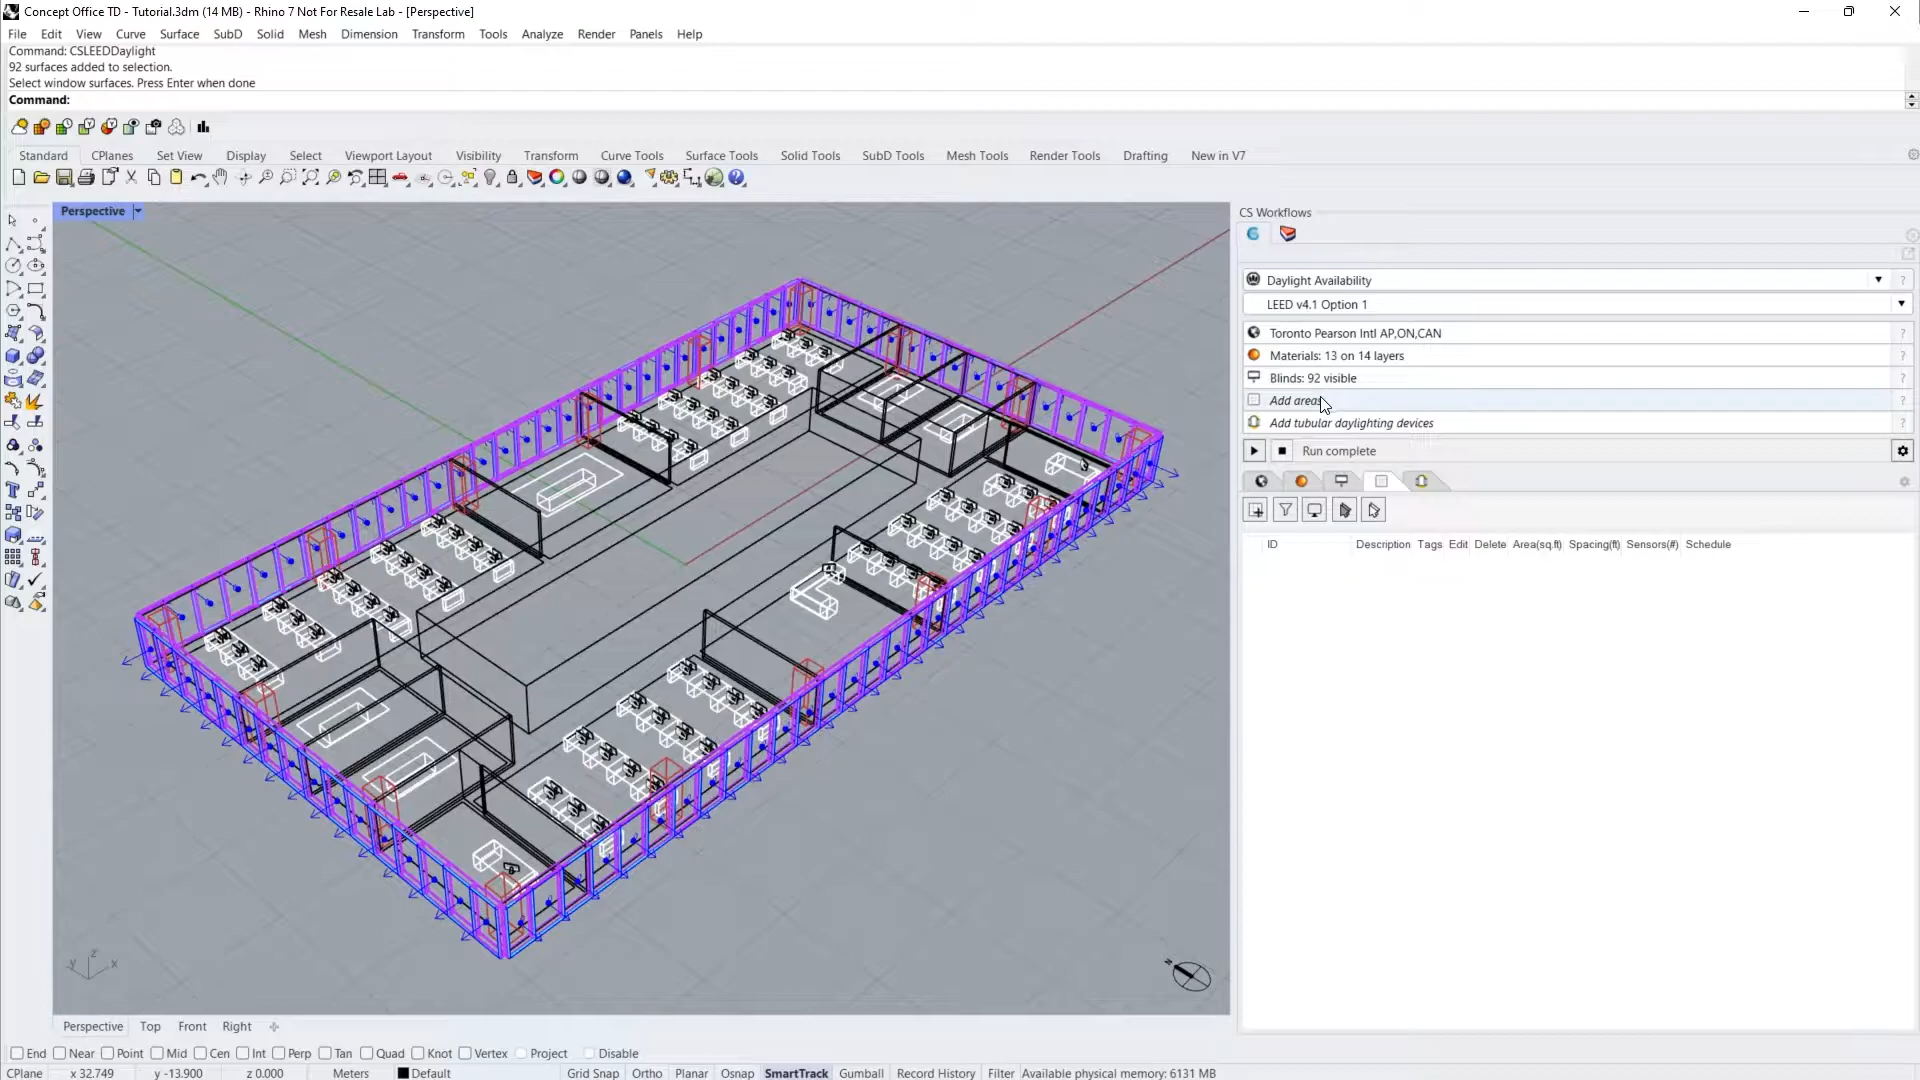 Concept Office TD - Tutorial.3dm (14 MB) - Rhino 7 Not For Resale Lab - [Perspective]
File Edit View Curve Surface SubD Solid Mesh Dimension Transform Tools Analyze Render Panels Help
Command: CSLEEDDaylight
92 surfaces added to selection.
Select window surfaces. Press Enter when done
Command:
Standard CPlanes Set View Display Select Viewport Layout Visibility Transform Curve Tools Surface Tools Solid Tools SubD Tools Mesh Tools Render Tools Drafting New in V7
Perspective
CS Workflows
Daylight Availability
LEED v4.1 Option 1
Toronto Pearson Intl AP,ON,CAN
Materials: 13 on 14 layers
Blinds: 92 visible
Add areas
Add tubular daylighting devices
Run complete
ID Description Tags Edit Delete Area(sq.ft) Spacing(ft) Sensors(#) Schedule
z
y x
N
Perspective Top Front Right
End Near Point Mid Cen Int Perp Tan Quad Knot Vertex Project Disable
CPlane x 32.749 y -13.900 z 0.000 Meters Default Grid Snap Ortho Planar Osnap SmartTrack Gumball Record History Filter Available physical memory: 6131 MB